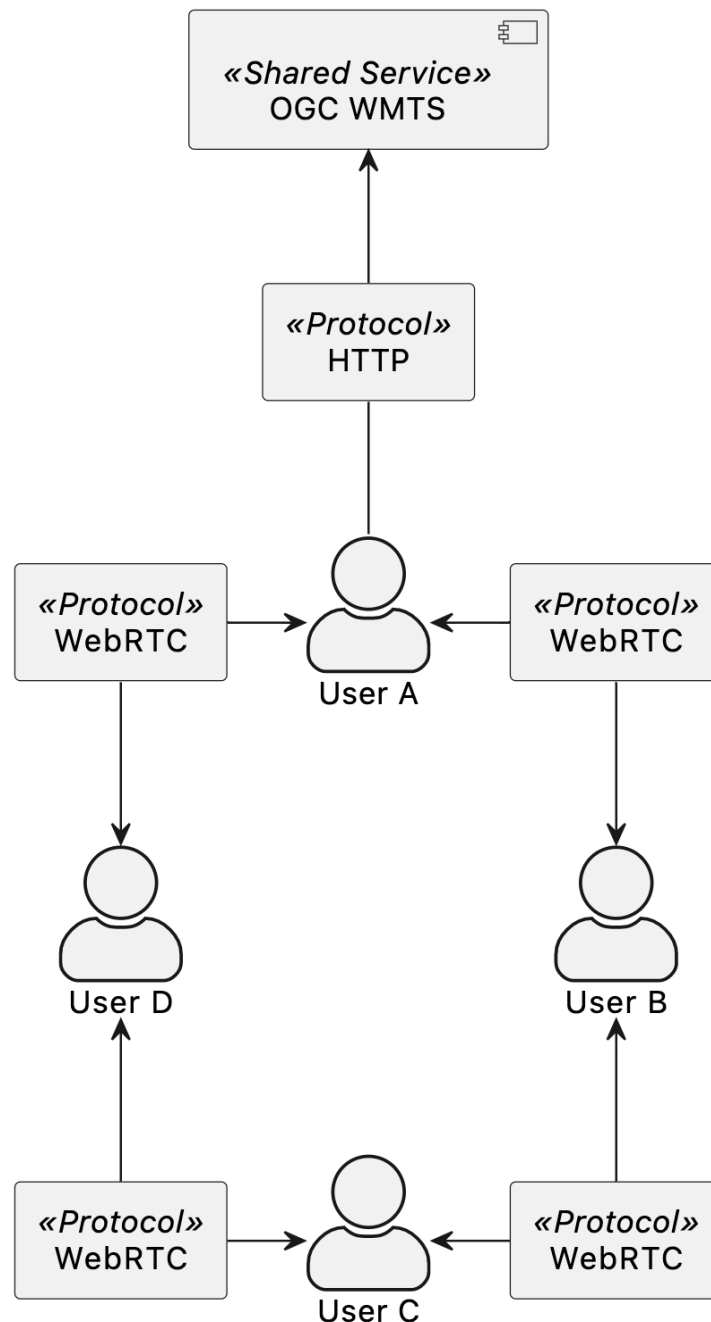 «Shared Service»
OGC WMTS
«Protocol»
HTTP
«Protocol»
WebRTC
«Protocol»
WebRTC
User A
User D
User B
«Protocol»
WebRTC
«Protocol»
WebRTC
User C